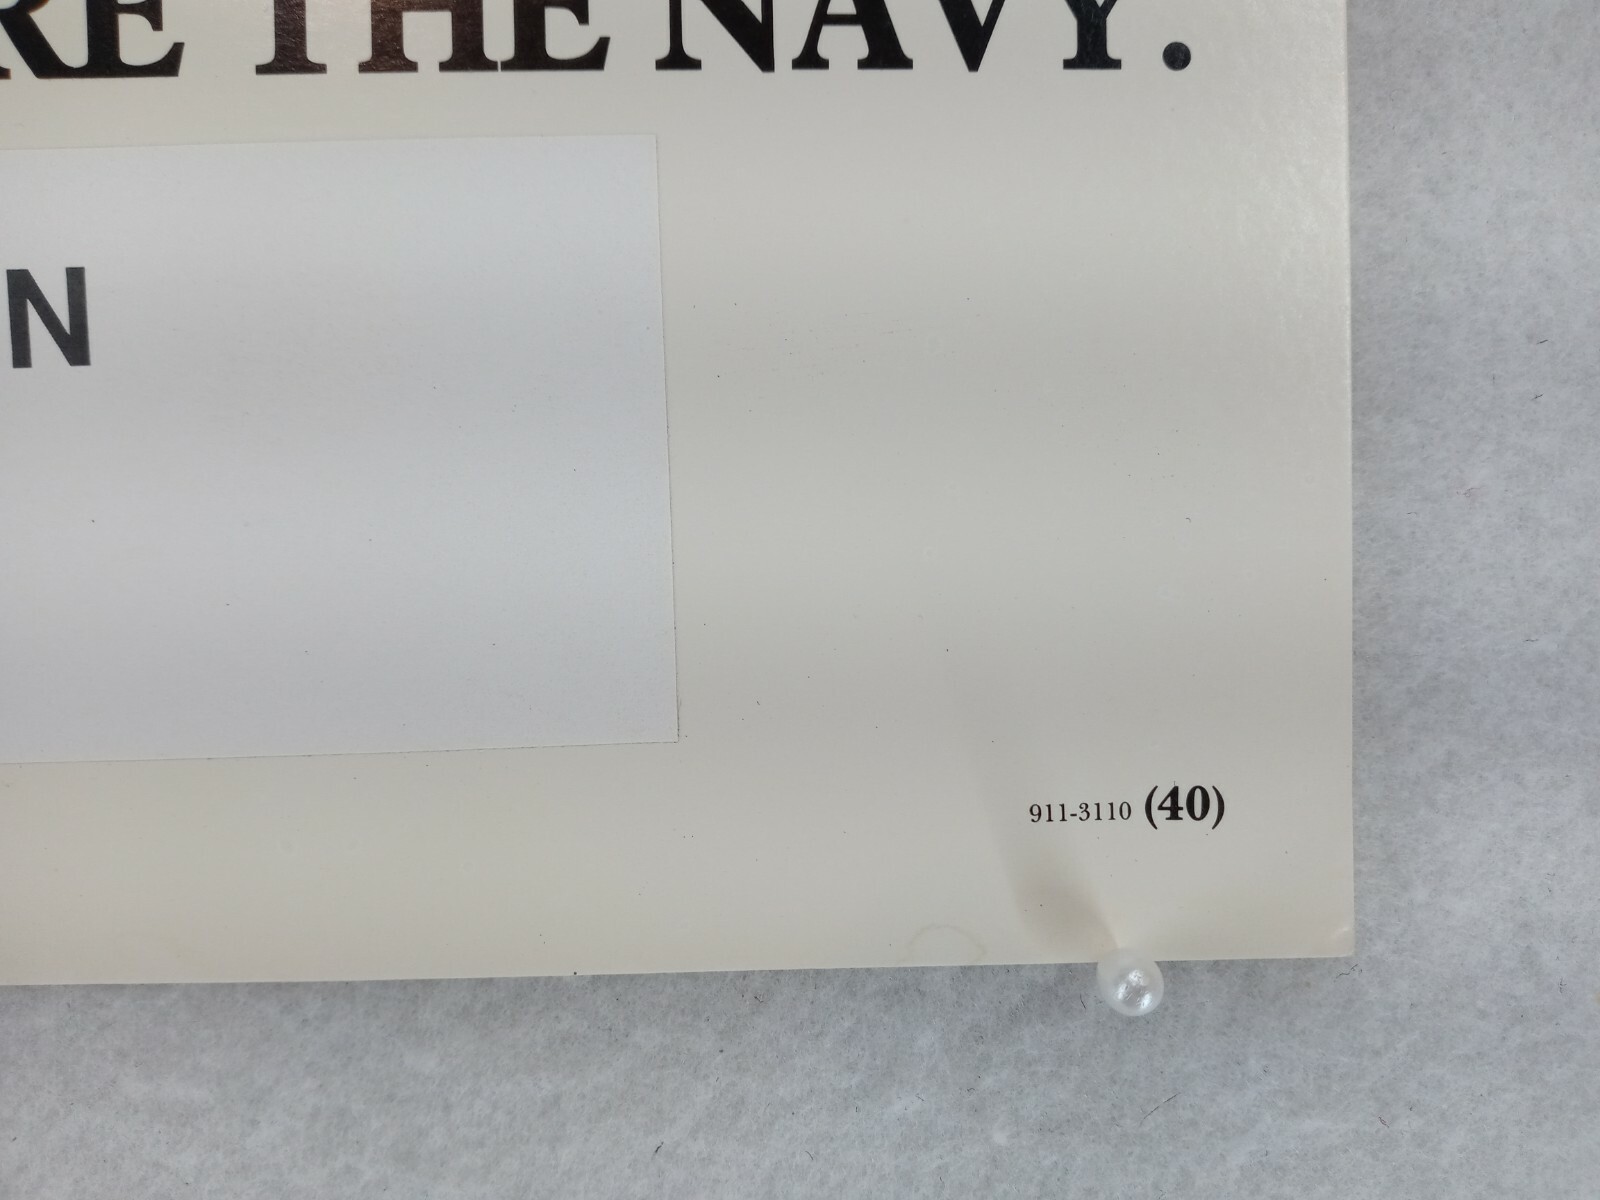 RE THE NAVY.
N
911-3110 (40)